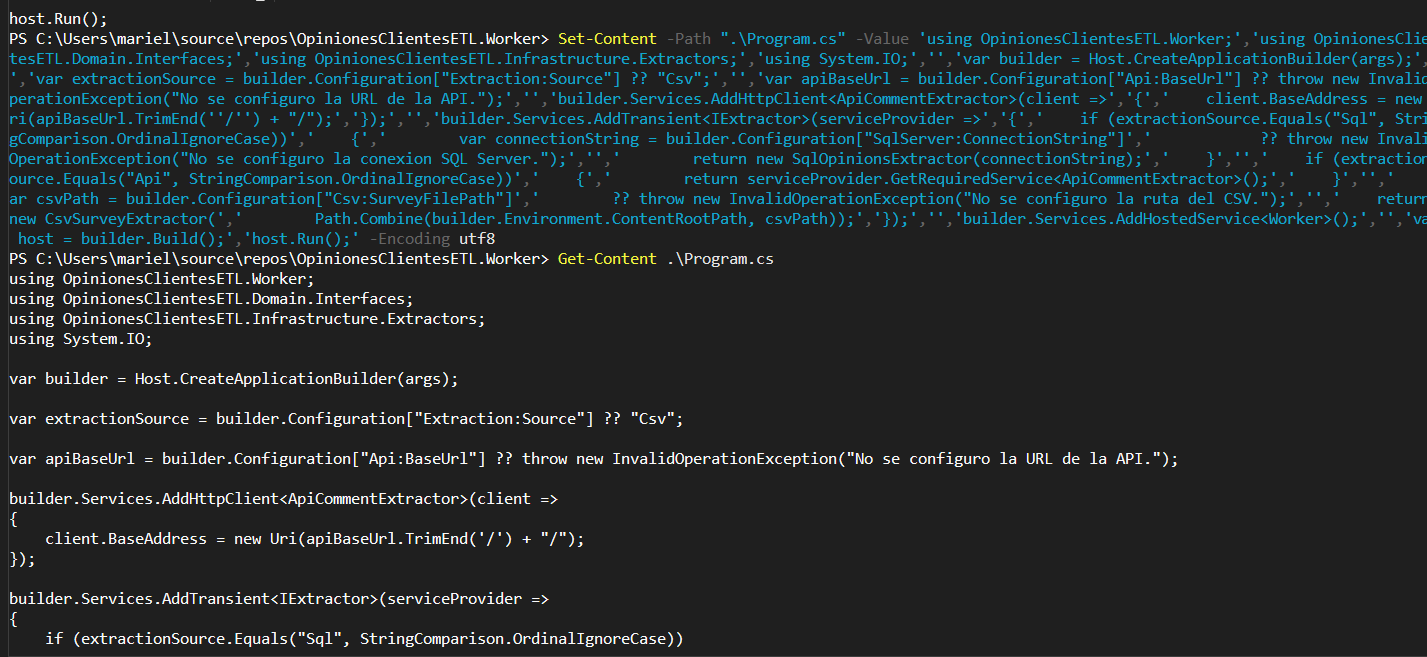 host.Run();
PS C:\Users\mariel\source\repos\OpinionesClientesETL.Worker> Set-Content -Path ".\Program.cs" -Value 'using OpinionesClientesETL.Worker;','using OpinionesClie
tesETL.Domain.Interfaces;','using OpinionesClientesETL.Infrastructure.Extractors;','using System.IO;','','var builder = Host.CreateApplicationBuilder(args);','
','var extractionSource = builder.Configuration["Extraction:Source"] ?? "Csv";','','var apiBaseUrl = builder.Configuration["Api:BaseUrl"] ?? throw new Invalid
perationException("No se configuro la URL de la API.");','','builder.Services.AddHttpClient<ApiCommentExtractor>(client =>','{','    client.BaseAddress = new
ri(apiBaseUrl.TrimEnd(''/'') + "/");','});','','builder.Services.AddTransient<IExtractor>(serviceProvider =>','{','    if (extractionSource.Equals("Sql", Stri
gComparison.OrdinalIgnoreCase))','    {','        var connectionString = builder.Configuration["SqlServer:ConnectionString"]','            ?? throw new Invali
OperationException("No se configuro la conexion SQL Server.");','','        return new SqlOpinionsExtractor(connectionString);','    }','','    if (extraction
ource.Equals("Api", StringComparison.OrdinalIgnoreCase))','    {','        return serviceProvider.GetRequiredService<ApiCommentExtractor>();','    }','','
ar csvPath = builder.Configuration["Csv:SurveyFilePath"]','        ?? throw new InvalidOperationException("No se configuro la ruta del CSV.");','','    return
new CsvSurveyExtractor(','        Path.Combine(builder.Environment.ContentRootPath, csvPath));','});','','builder.Services.AddHostedService<Worker>();','','va
 host = builder.Build();','host.Run();' -Encoding utf8
PS C:\Users\mariel\source\repos\OpinionesClientesETL.Worker> Get-Content .\Program.cs
using OpinionesClientesETL.Worker;
using OpinionesClientesETL.Domain.Interfaces;
using OpinionesClientesETL.Infrastructure.Extractors;
using System.IO;

var builder = Host.CreateApplicationBuilder(args);

var extractionSource = builder.Configuration["Extraction:Source"] ?? "Csv";

var apiBaseUrl = builder.Configuration["Api:BaseUrl"] ?? throw new InvalidOperationException("No se configuro la URL de la API.");

builder.Services.AddHttpClient<ApiCommentExtractor>(client =>
{
    client.BaseAddress = new Uri(apiBaseUrl.TrimEnd('/') + "/");
});

builder.Services.AddTransient<IExtractor>(serviceProvider =>
{
    if (extractionSource.Equals("Sql", StringComparison.OrdinalIgnoreCase))